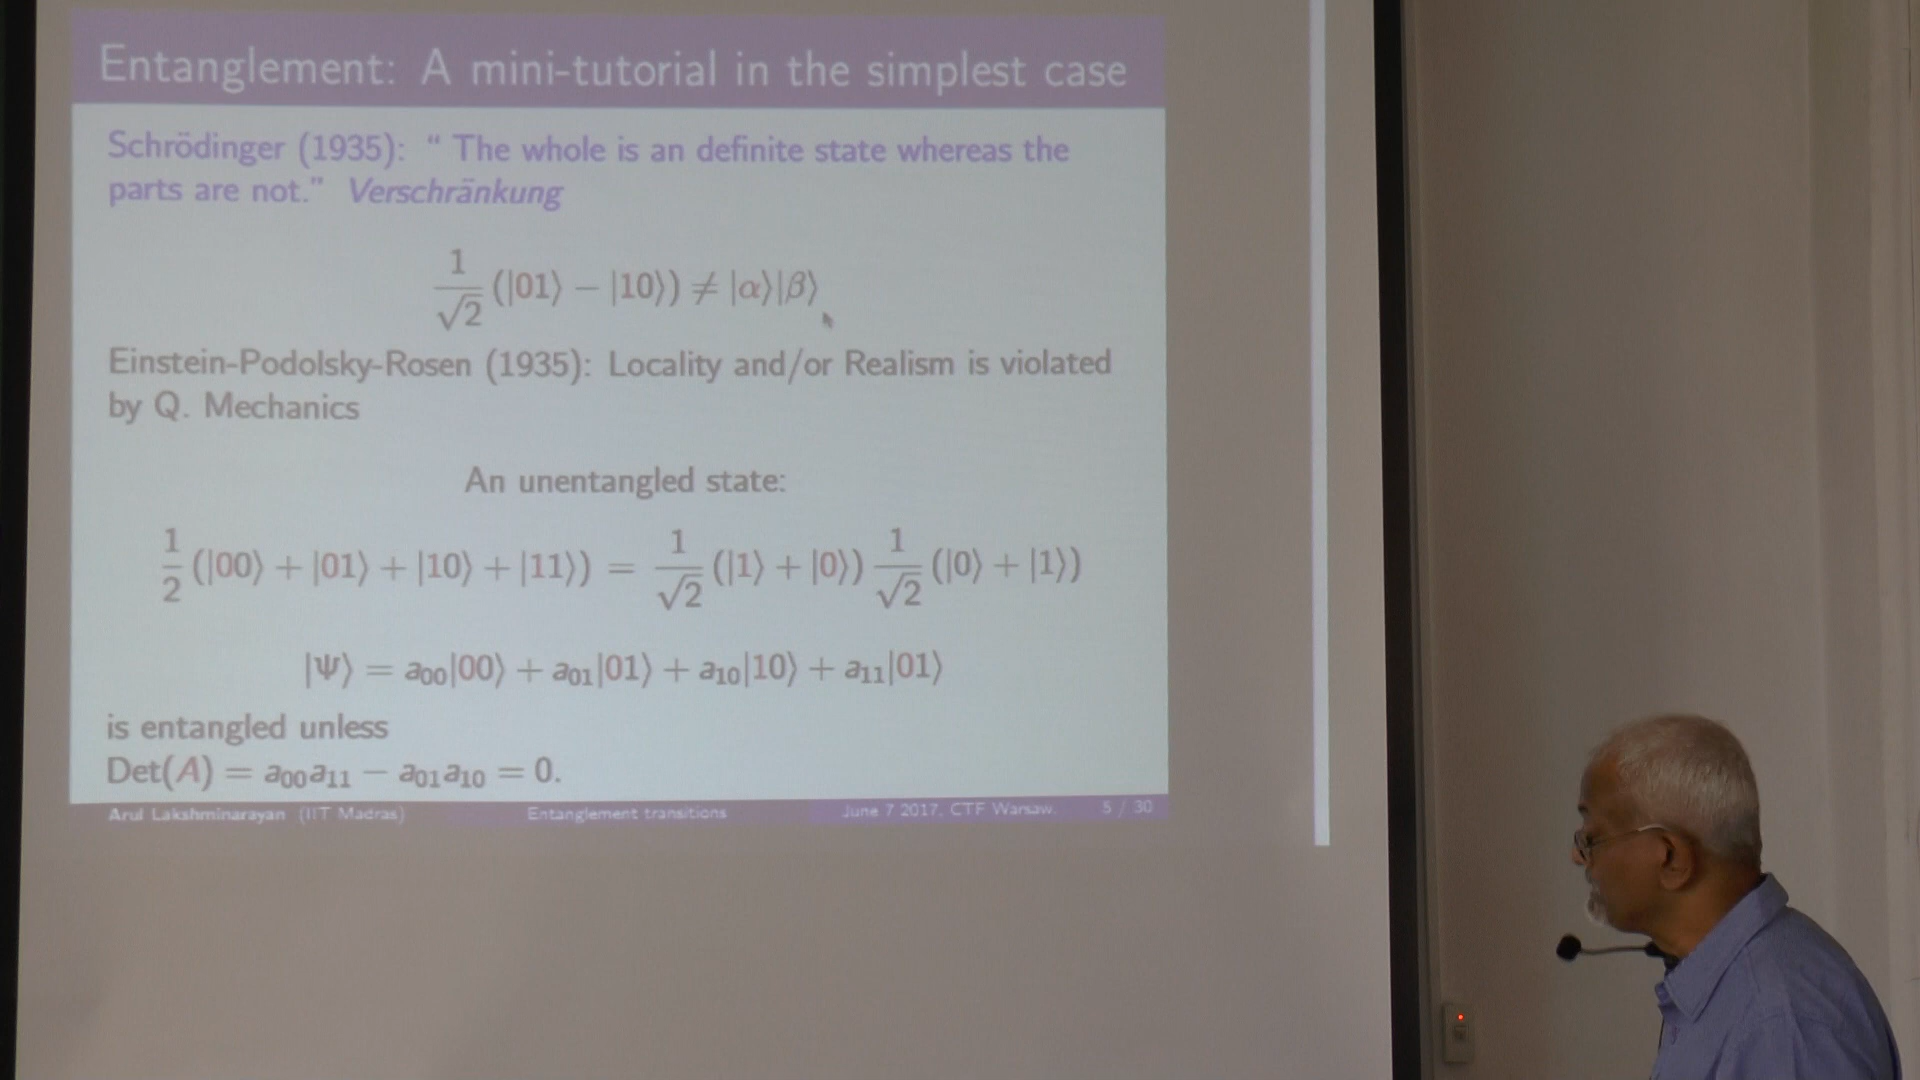 Entanglement: A mini-tutorial in the simplest case
Schrödinger (1935): “ The whole is an definite state whereas the
parts are not.” Verschränkung
1/√2 (|01⟩ − |10⟩) ≠ |α⟩|β⟩
Einstein-Podolsky-Rosen (1935): Locality and/or Realism is violated
by Q. Mechanics
An unentangled state:
1/2 (|00⟩ + |01⟩ + |10⟩ + |11⟩) = 1/√2 (|1⟩ + |0⟩) 1/√2 (|0⟩ + |1⟩)
|Ψ⟩ = a₀₀|00⟩ + a₀₁|01⟩ + a₁₀|10⟩ + a₁₁|01⟩
is entangled unless
Det(A) = a₀₀a₁₁ − a₀₁a₁₀ = 0.
Arul Lakshminarayan (IIT Madras) Entanglement transitions June 7 2017, CTF Warsaw. 5 / 30